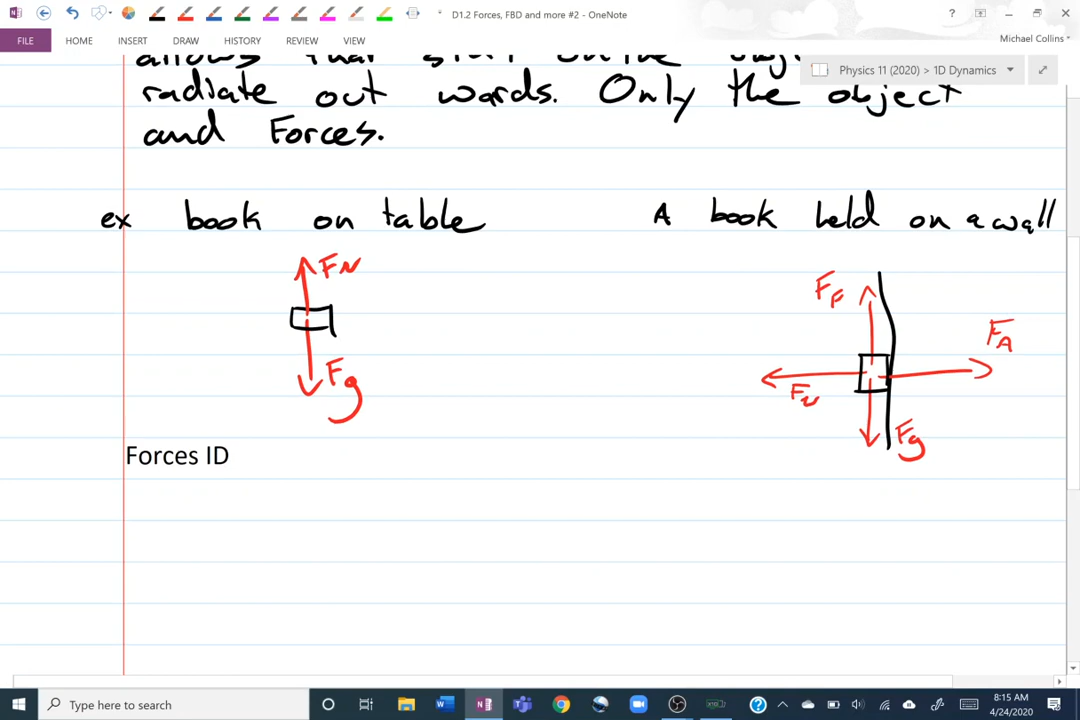 D1.2 Forces, FBD and more #2 - OneNote
?
FILE HOME INSERT DRAW HISTORY REVIEW VIEW
Michael Collins
Physics 11 (2020) > 1D Dynamics
radiate out words. Only the object
and Forces.
ex book on table
A book held on a wall
FN
Fg
FF
FA
FN
Fg
Forces ID
Type here to search
8:15 AM
4/24/2020